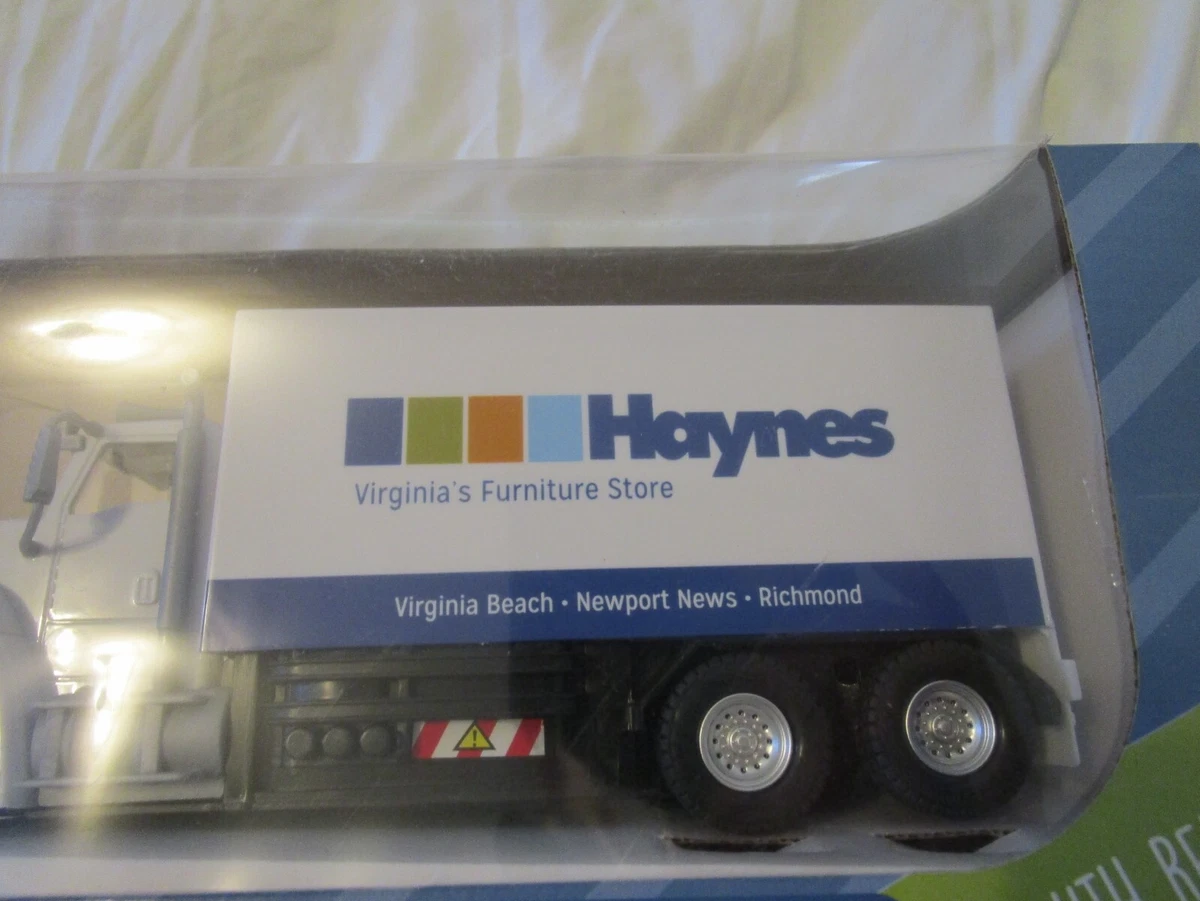 Haynes
Virginia's Furniture Store
Virginia Beach • Newport News • Richmond